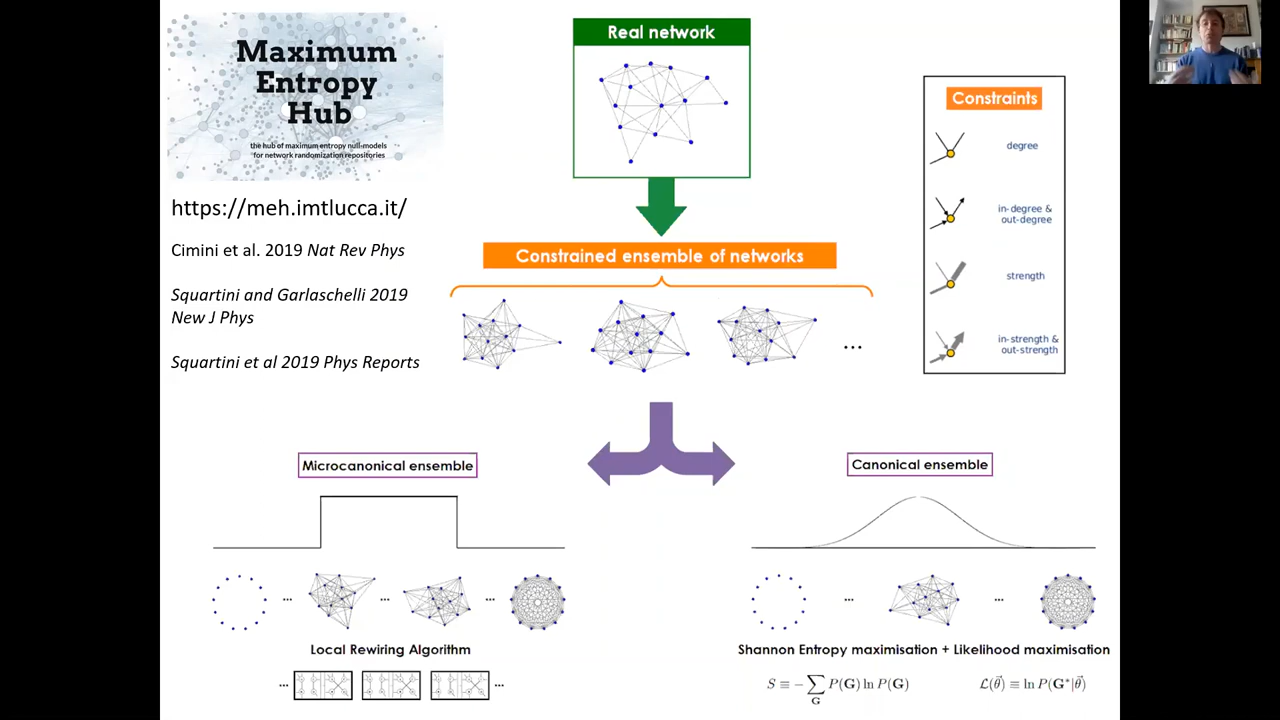 Maximum
Entropy
Hub
the hub of maximum entropy null-models
for network randomization repositories
https://meh.imtlucca.it/
Cimini et al. 2019 Nat Rev Phys
Squartini and Garlaschelli 2019
New J Phys
Squartini et al 2019 Phys Reports
Real network
Constrained ensemble of networks
...
Constraints
degree
in-degree &
out-degree
strength
in-strength &
out-strength
Microcanonical ensemble
... ... ...
Local Rewiring Algorithm
... ...
Canonical ensemble
... ...
Shannon Entropy maximisation + Likelihood maximisation
S ≡ −∑_G P(G) ln P(G)
ℒ(θ⃗) ≡ ln P(G*|θ⃗)